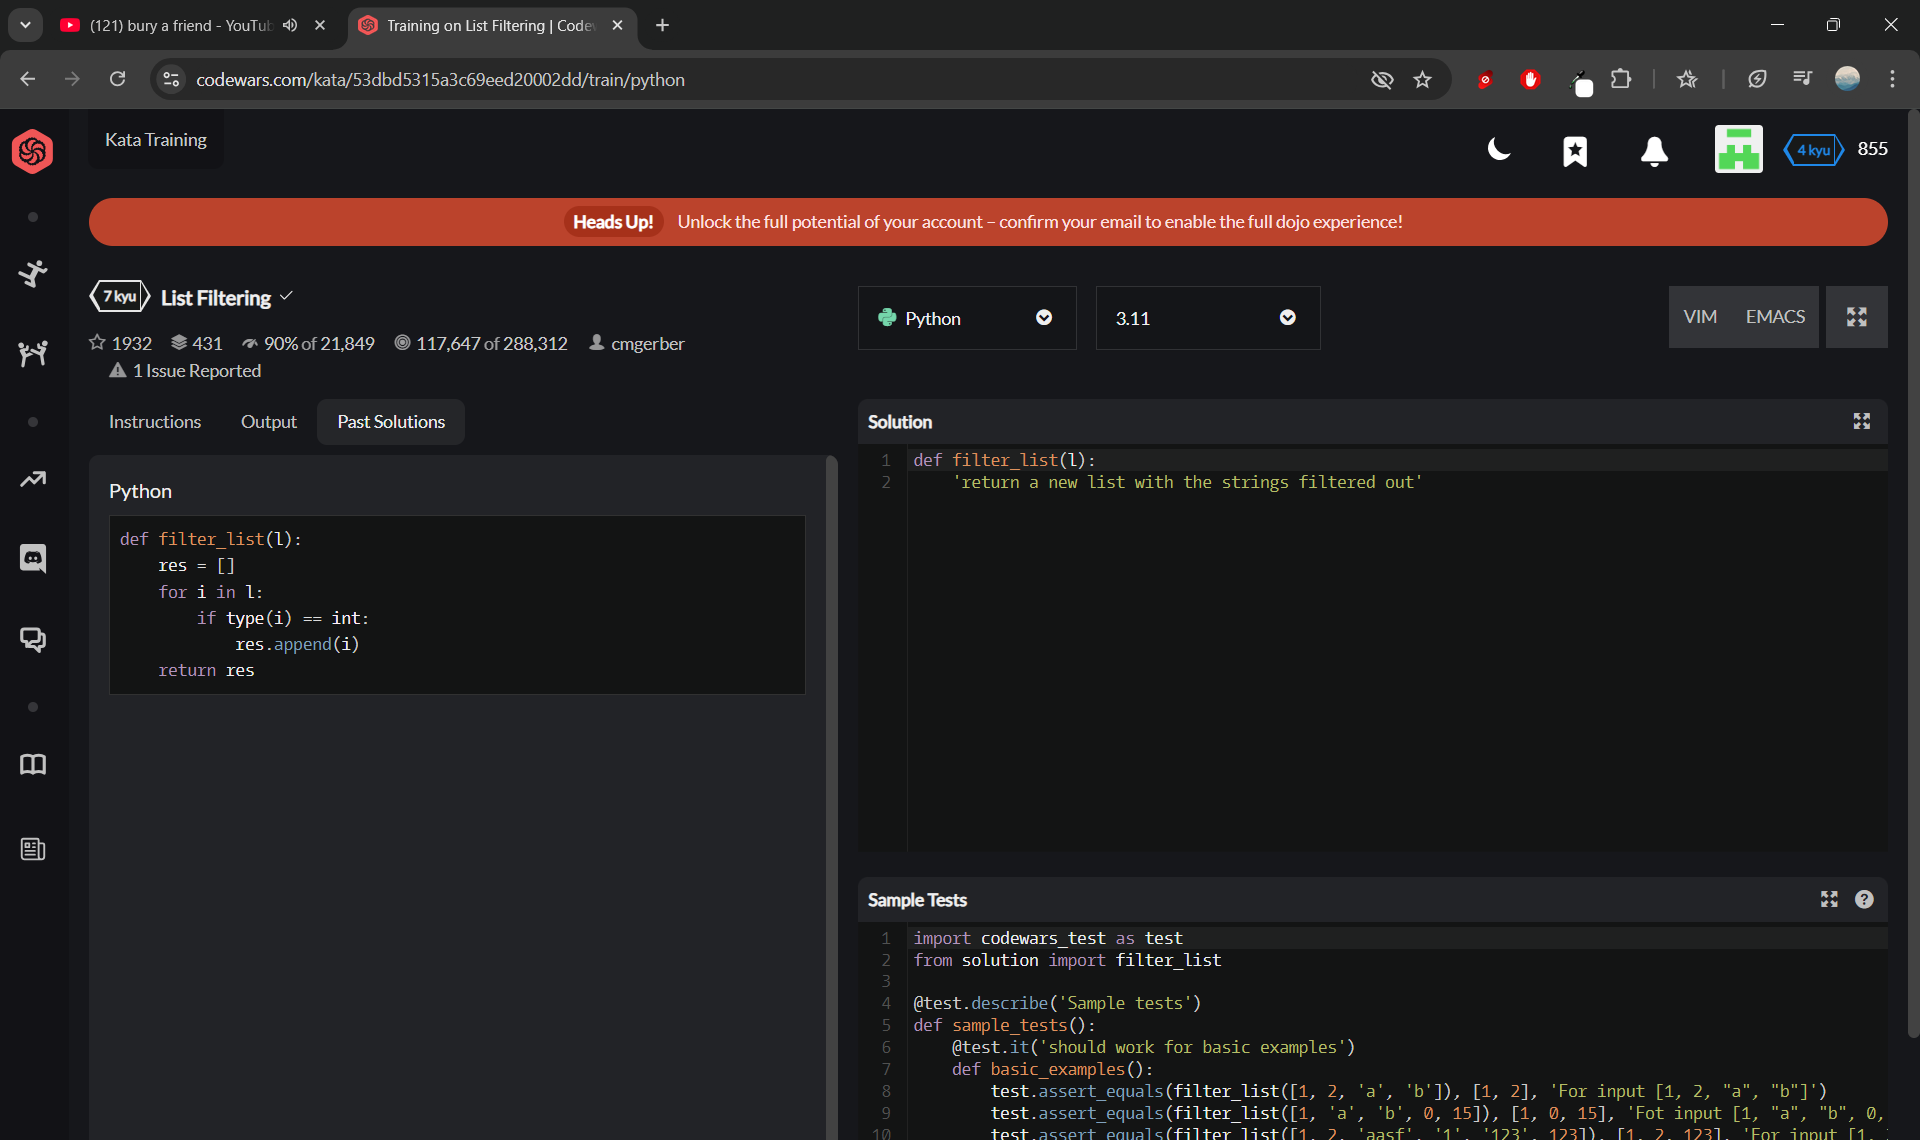 (121) bury a friend - YouTub
Training on List Filtering | Codew
codewars.com/kata/53dbd5315a3c69eed20002dd/train/python
Kata Training
4 kyu
855
Heads Up! Unlock the full potential of your account – confirm your email to enable the full dojo experience!
7 kyu
List Filtering
1932 431 90% of 21,849 117,647 of 288,312 cmgerber
1 Issue Reported
Python
3.11
VIM EMACS
Instructions Output Past Solutions
Python
def filter_list(l):
    res = []
    for i in l:
        if type(i) == int:
            res.append(i)
    return res
Solution
1 def filter_list(l):
2     'return a new list with the strings filtered out'
Sample Tests
1 import codewars_test as test
2 from solution import filter_list
3
4 @test.describe('Sample tests')
5 def sample_tests():
6     @test.it('should work for basic examples')
7     def basic_examples():
8         test.assert_equals(filter_list([1, 2, 'a', 'b']), [1, 2], 'For input [1, 2, "a", "b"]')
9         test.assert_equals(filter_list([1, 'a', 'b', 0, 15]), [1, 0, 15], 'Fot input [1, "a", "b", 0,
10         test.assert_equals(filter_list([1, 2, 'aasf', '1', '123', 123]), [1, 2, 123], 'For input [1,